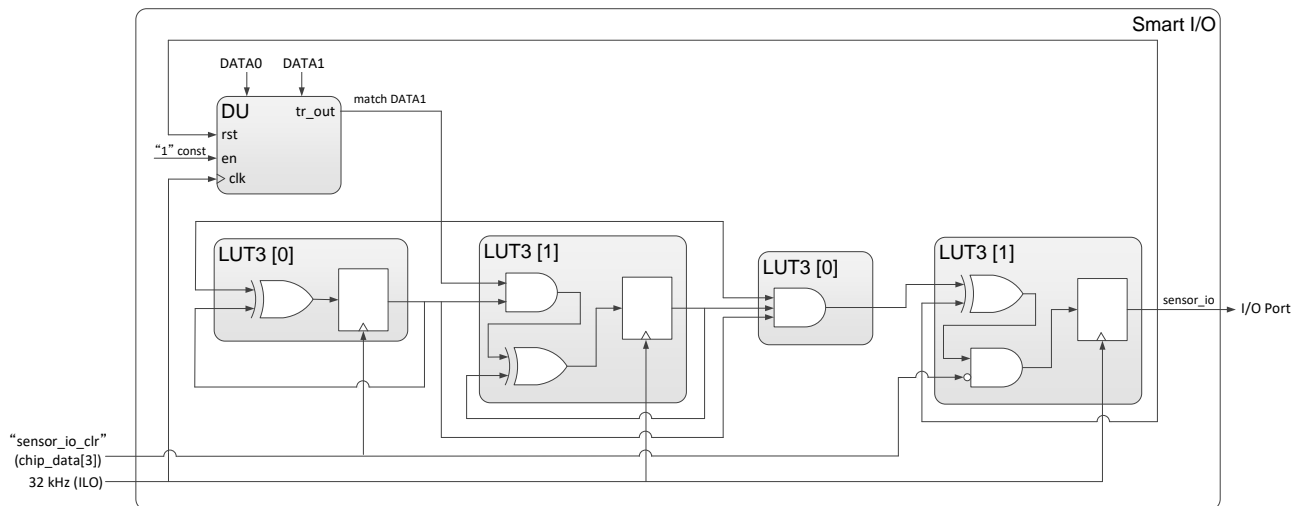 Smart I/O
DATA0 DATA1
DU tr_out
match DATA1
rst
“1” const
en
clk
LUT3 [0]
LUT3 [1]
LUT3 [0]
LUT3 [1]
sensor_io
I/O Port
“sensor_io_clr”
(chip_data[3])
32 kHz (ILO)